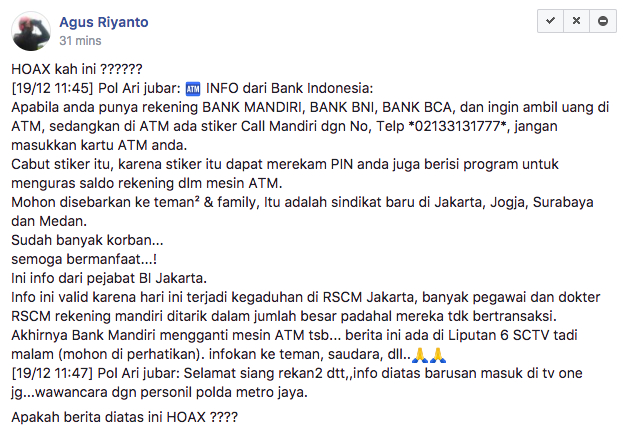 Agus Riyanto
31 mins
HOAX kah ini ??????
[19/12 11:45] Pol Ari jubar: 🏧 INFO dari Bank Indonesia:
Apabila anda punya rekening BANK MANDIRI, BANK BNI, BANK BCA, dan ingin ambil uang di
ATM, sedangkan di ATM ada stiker Call Mandiri dgn No, Telp *02133131777*, jangan
masukkan kartu ATM anda.
Cabut stiker itu, karena stiker itu dapat merekam PIN anda juga berisi program untuk
menguras saldo rekening dlm mesin ATM.
Mohon disebarkan ke teman² & family, Itu adalah sindikat baru di Jakarta, Jogja, Surabaya
dan Medan.
Sudah banyak korban...
semoga bermanfaat...!
Ini info dari pejabat BI Jakarta.
Info ini valid karena hari ini terjadi kegaduhan di RSCM Jakarta, banyak pegawai dan dokter
RSCM rekening mandiri ditarik dalam jumlah besar padahal mereka tdk bertransaksi.
Akhirnya Bank Mandiri mengganti mesin ATM tsb... berita ini ada di Liputan 6 SCTV tadi
malam (mohon di perhatikan). infokan ke teman, saudara, dll..🙏🙏
[19/12 11:47] Pol Ari jubar: Selamat siang rekan2 dtt,,info diatas barusan masuk di tv one
jg...wawancara dgn personil polda metro jaya.
Apakah berita diatas ini HOAX ????